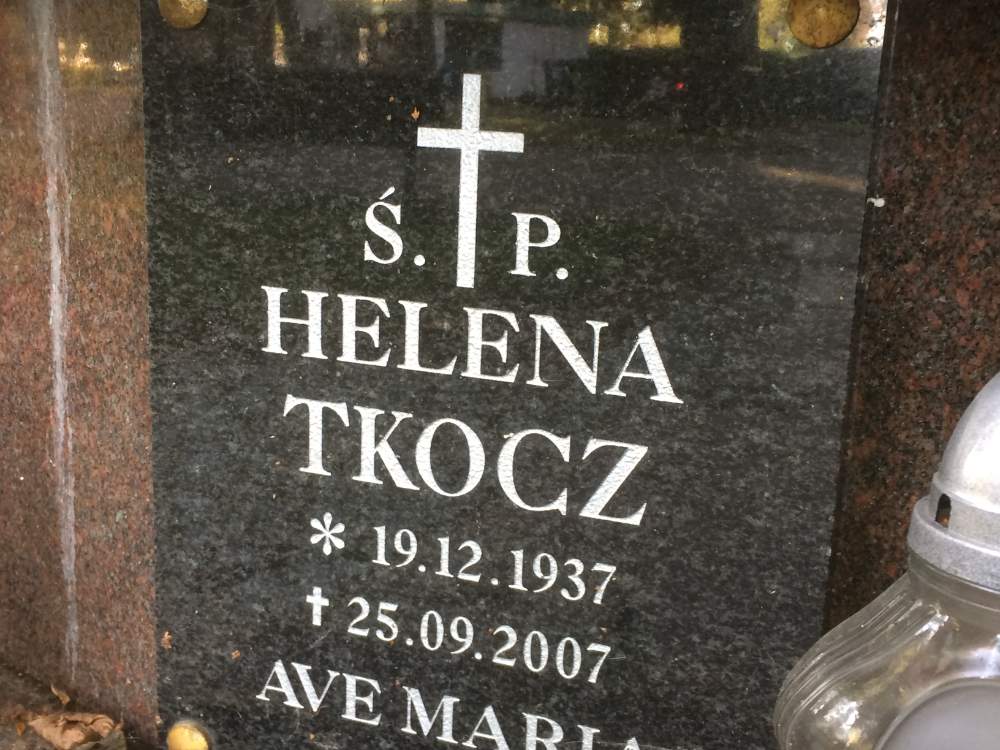 Ś. P.
HELENA
TKOCZ
* 19.12.1937
† 25.09.2007
AVE MARIA